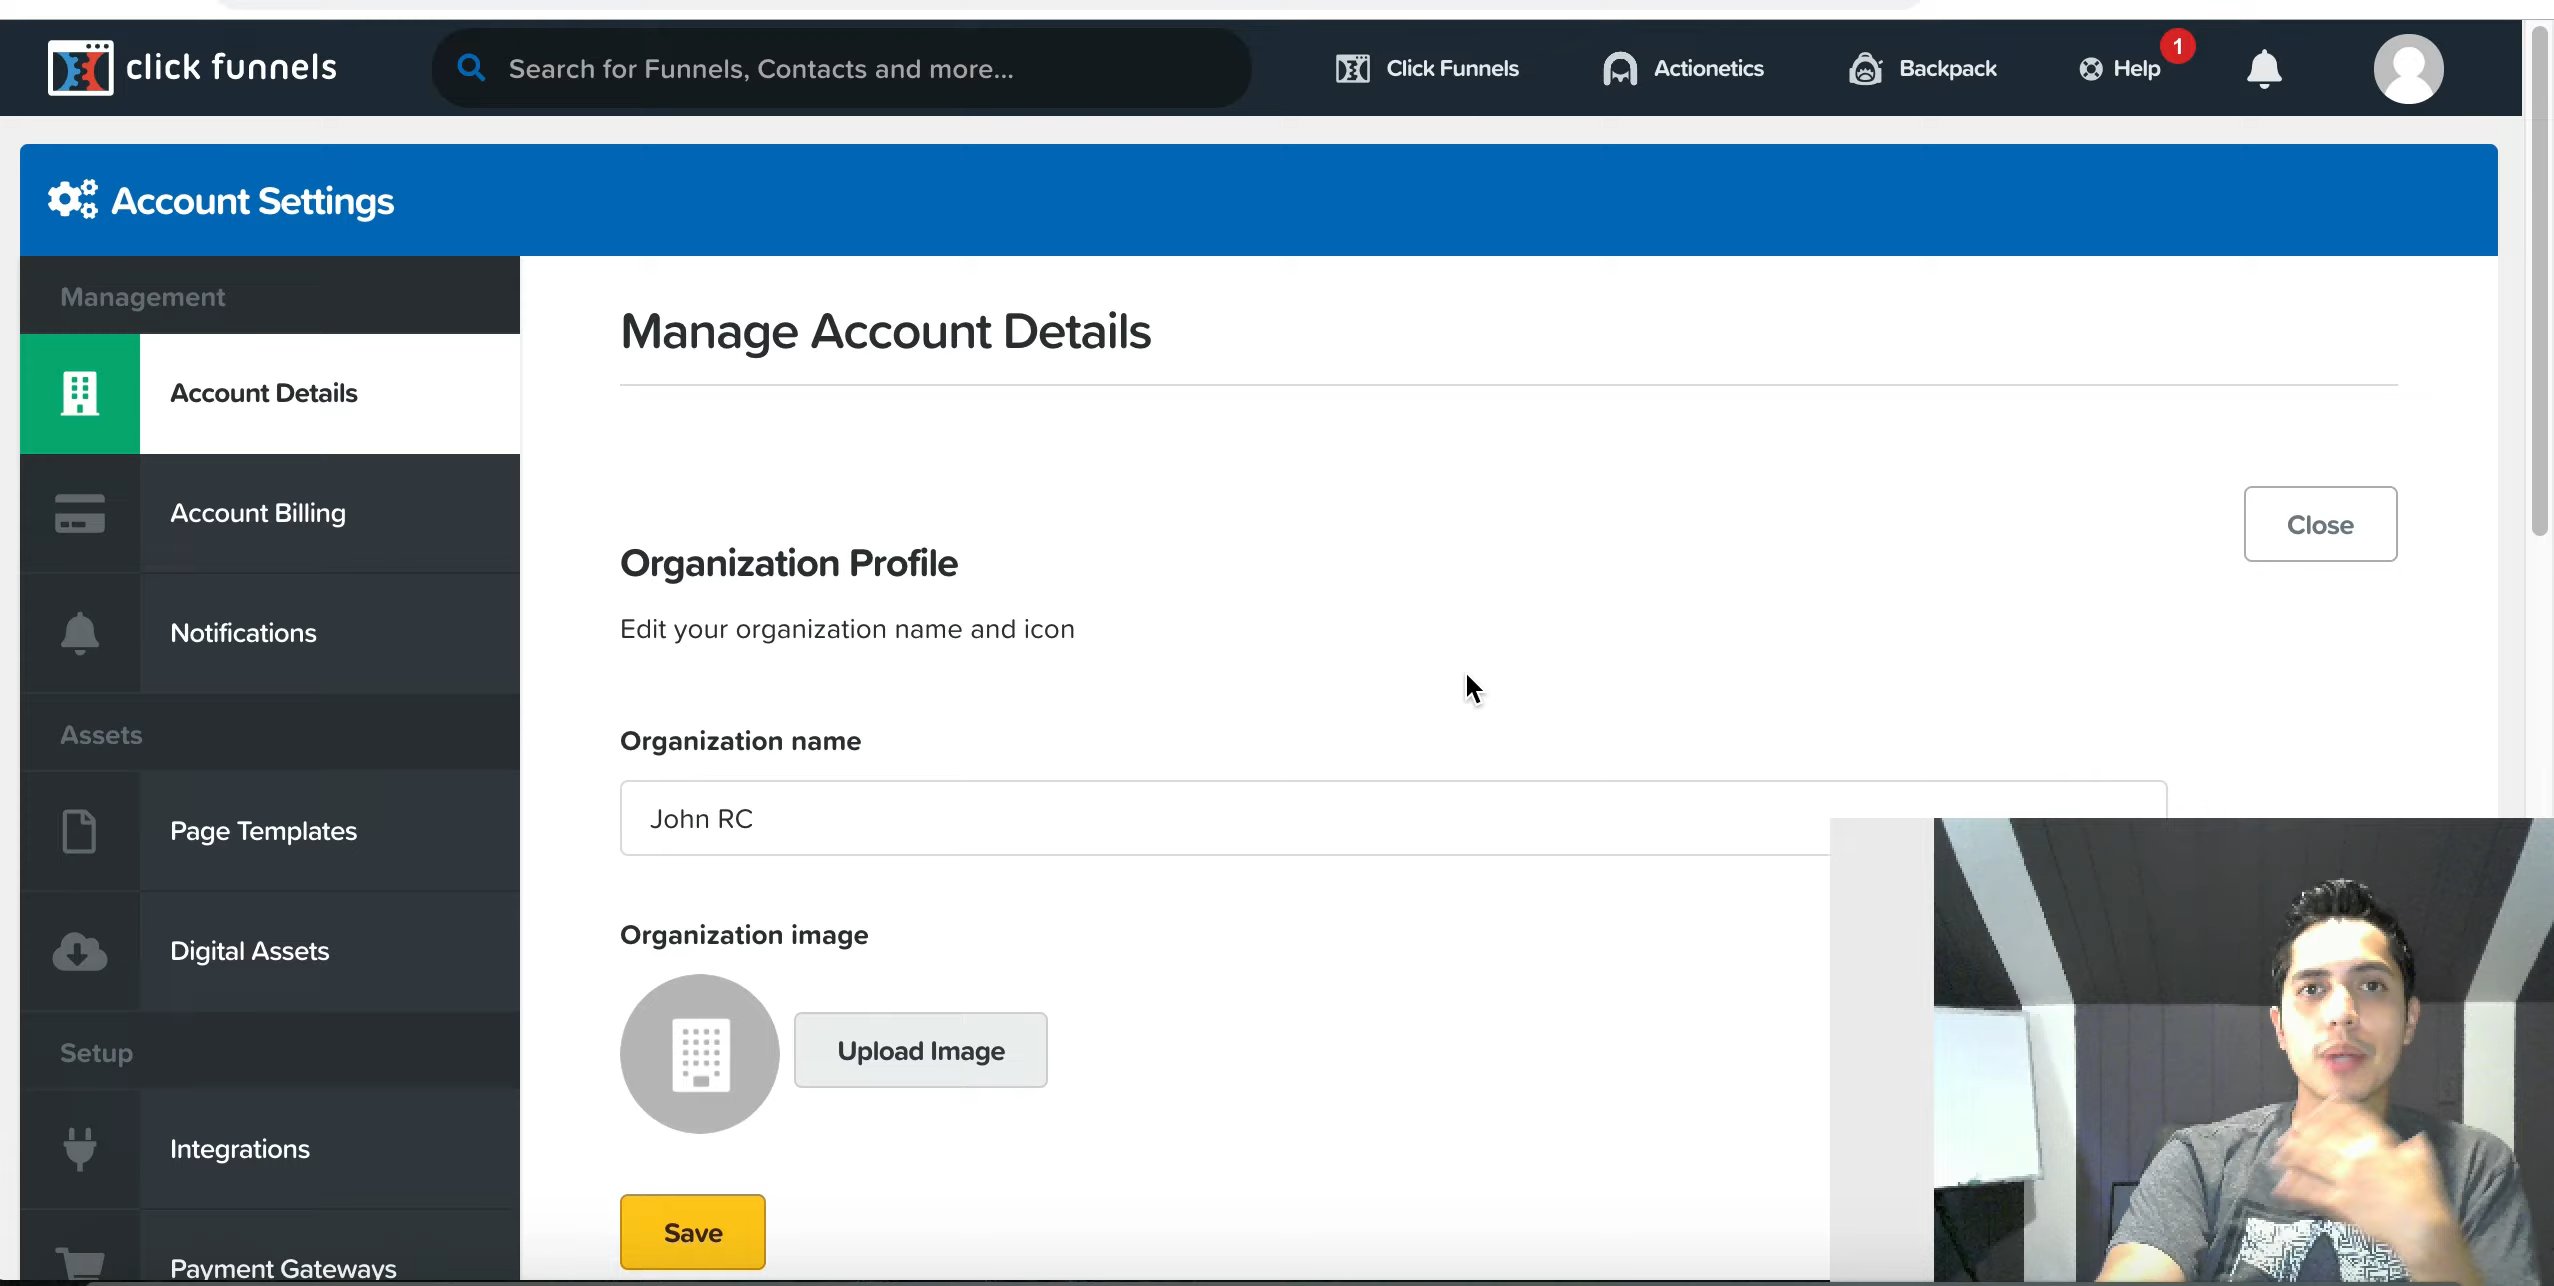 click funnels
Search for Funnels, Contacts and more...
Click Funnels
Actionetics
Backpack
Help
1
Account Settings
Management
Account Details
Account Billing
Notifications
Assets
Page Templates
Digital Assets
Setup
Integrations
Payment Gateways
Manage Account Details
Close
Organization Profile
Edit your organization name and icon
Organization name
John RC
Organization image
Upload Image
Save